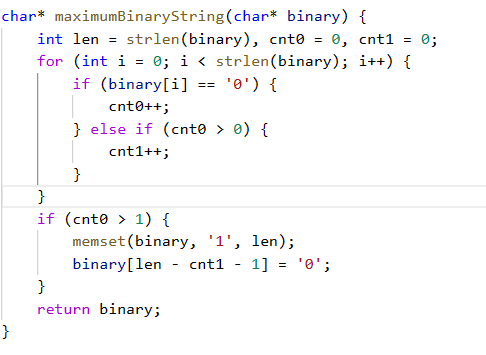 char* maximumBinaryString(char* binary) {
    int len = strlen(binary), cnt0 = 0, cnt1 = 0;
    for (int i = 0; i < strlen(binary); i++) {
        if (binary[i] == '0') {
            cnt0++;
        } else if (cnt0 > 0) {
            cnt1++;
        }
    }
    if (cnt0 > 1) {
        memset(binary, '1', len);
        binary[len - cnt1 - 1] = '0';
    }
    return binary;
}